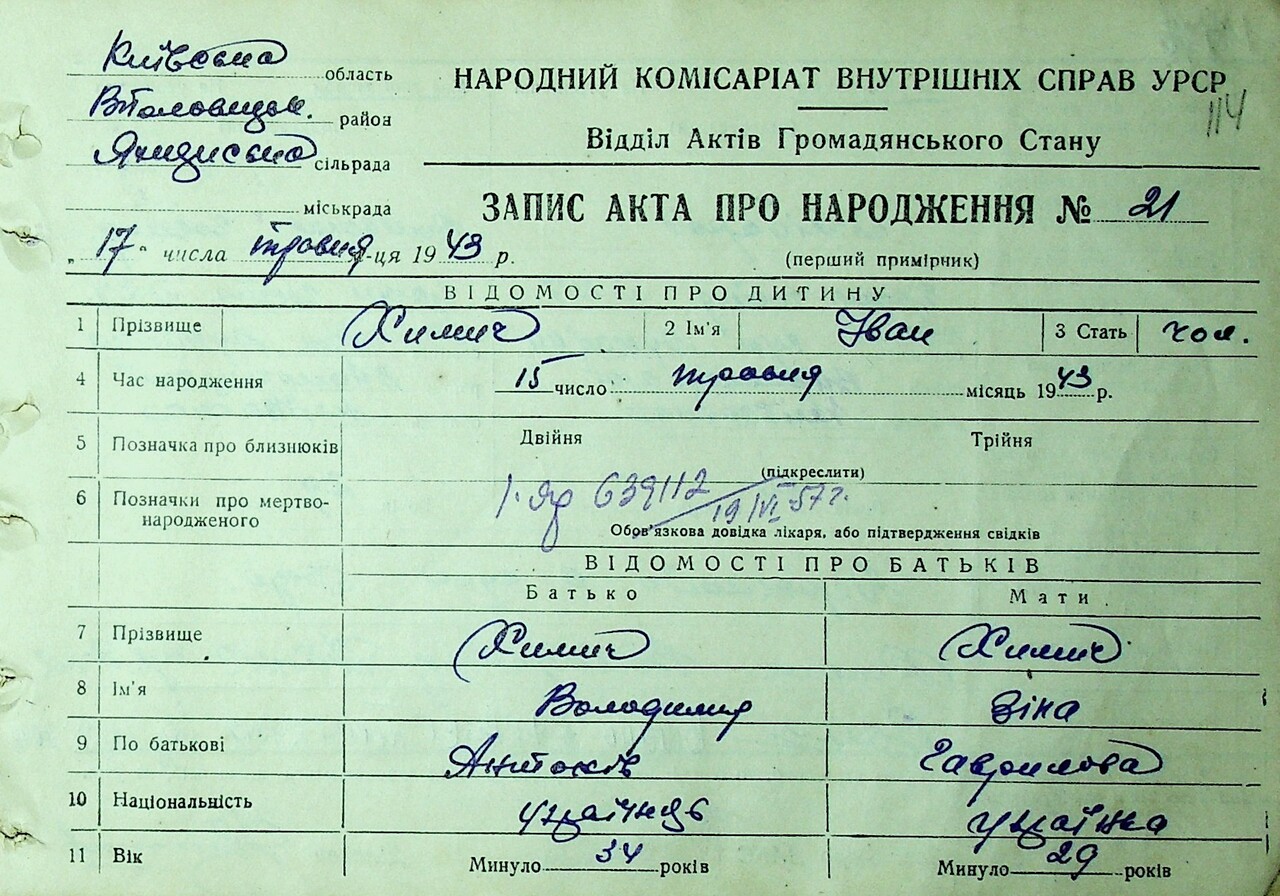 Київська область
район
сільрада
міськрада
„ 17 " числа травня м-ця 1943 р.
НАРОДНИЙ КОМІСАРІАТ ВНУТРІШНІХ СПРАВ УРСР
114
Відділ Актів Громадянського Стану
ЗАПИС АКТА ПРО НАРОДЖЕННЯ № 21
(перший примірник)
ВІДОМОСТІ ПРО ДИТИНУ
1 Прізвище Химич 2 Ім'я Іван 3 Стать чол.
4 Час народження 15 число травня місяць 1943 р.
5 Позначка про близнюків Двійня Трійня
(підкреслити)
6 Позначки про мертво-
народженого
639112
19/VI 57 г.
Обов'язкова довідка лікаря, або підтвердження свідків
ВІДОМОСТІ ПРО БАТЬКІВ
Батько Мати
7 Прізвище Химич Химич
8 Ім'я Володимир Зіна
9 По батькові Антонів Гаврилова
10 Національність українець українка
11 Вік Минуло 34 років Минуло 29 років